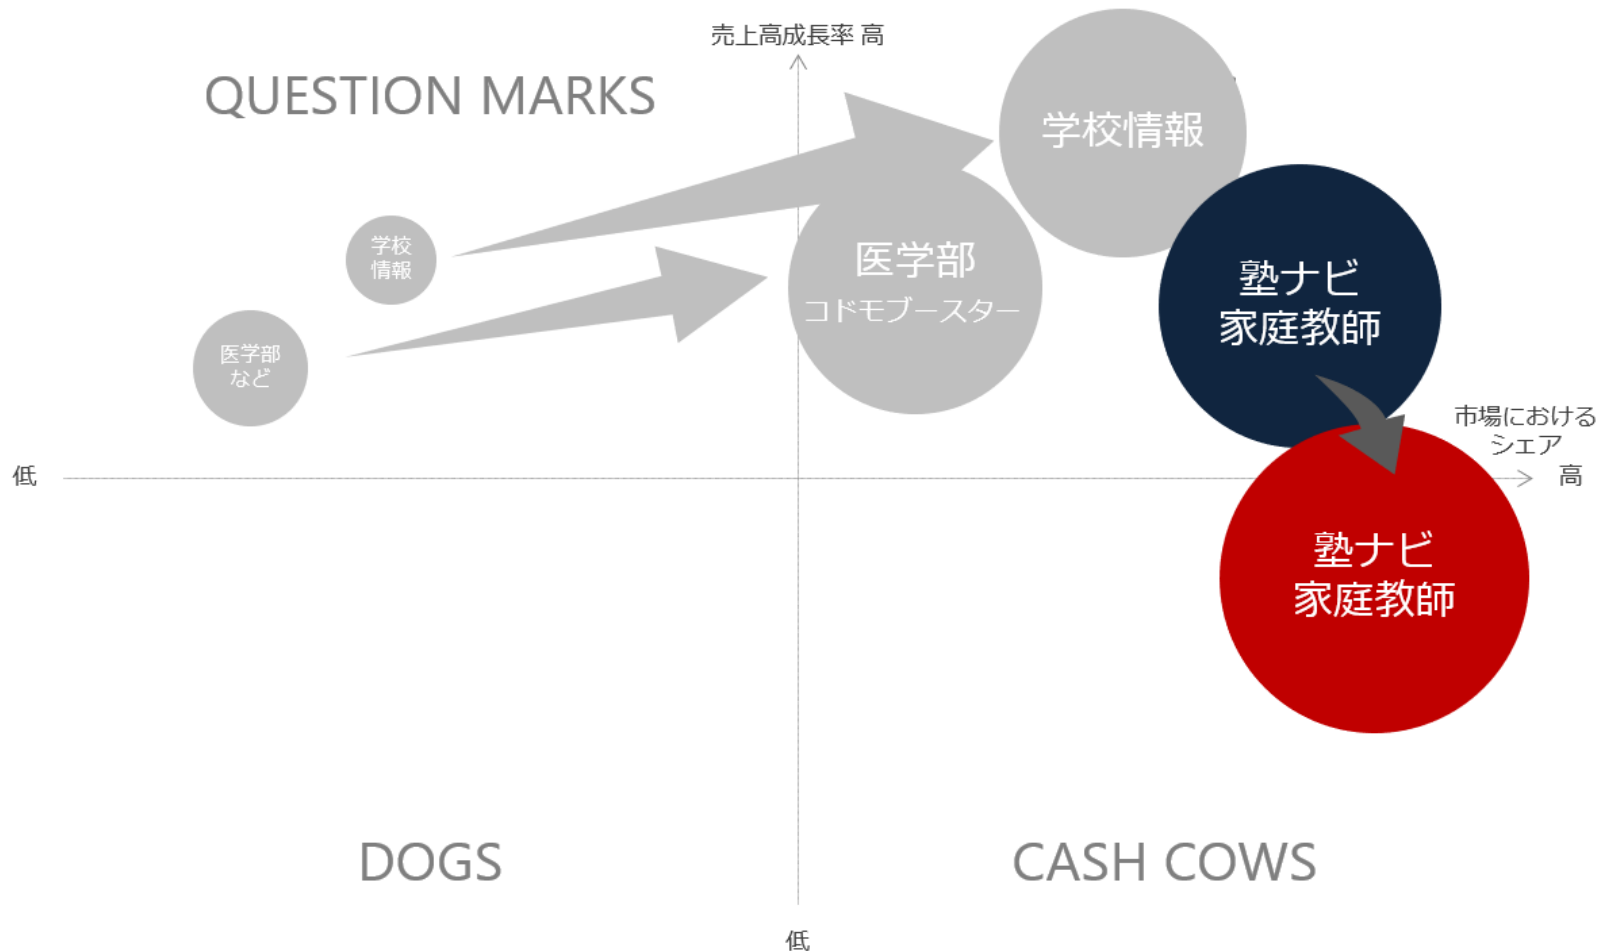 売上高成長率 高
QUESTION MARKS
学校情報
学校
情報
医学部
コドモブースター
塾ナビ
家庭教師
医学部
など
市場における
シェア
低
高
塾ナビ
家庭教師
DOGS
CASH COWS
低